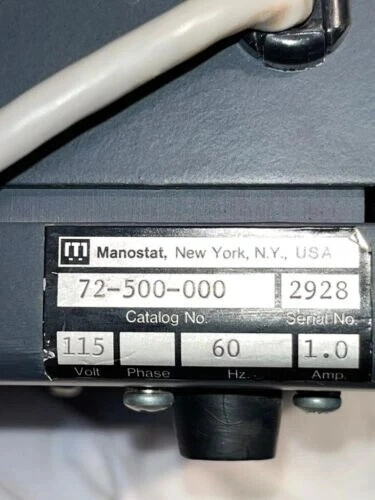 m Manostat, New York, N.Y., USA
72-500-000 2928
Catalog No. Serial No.
115 60 1.0
Volt Phase Hz. Amp.